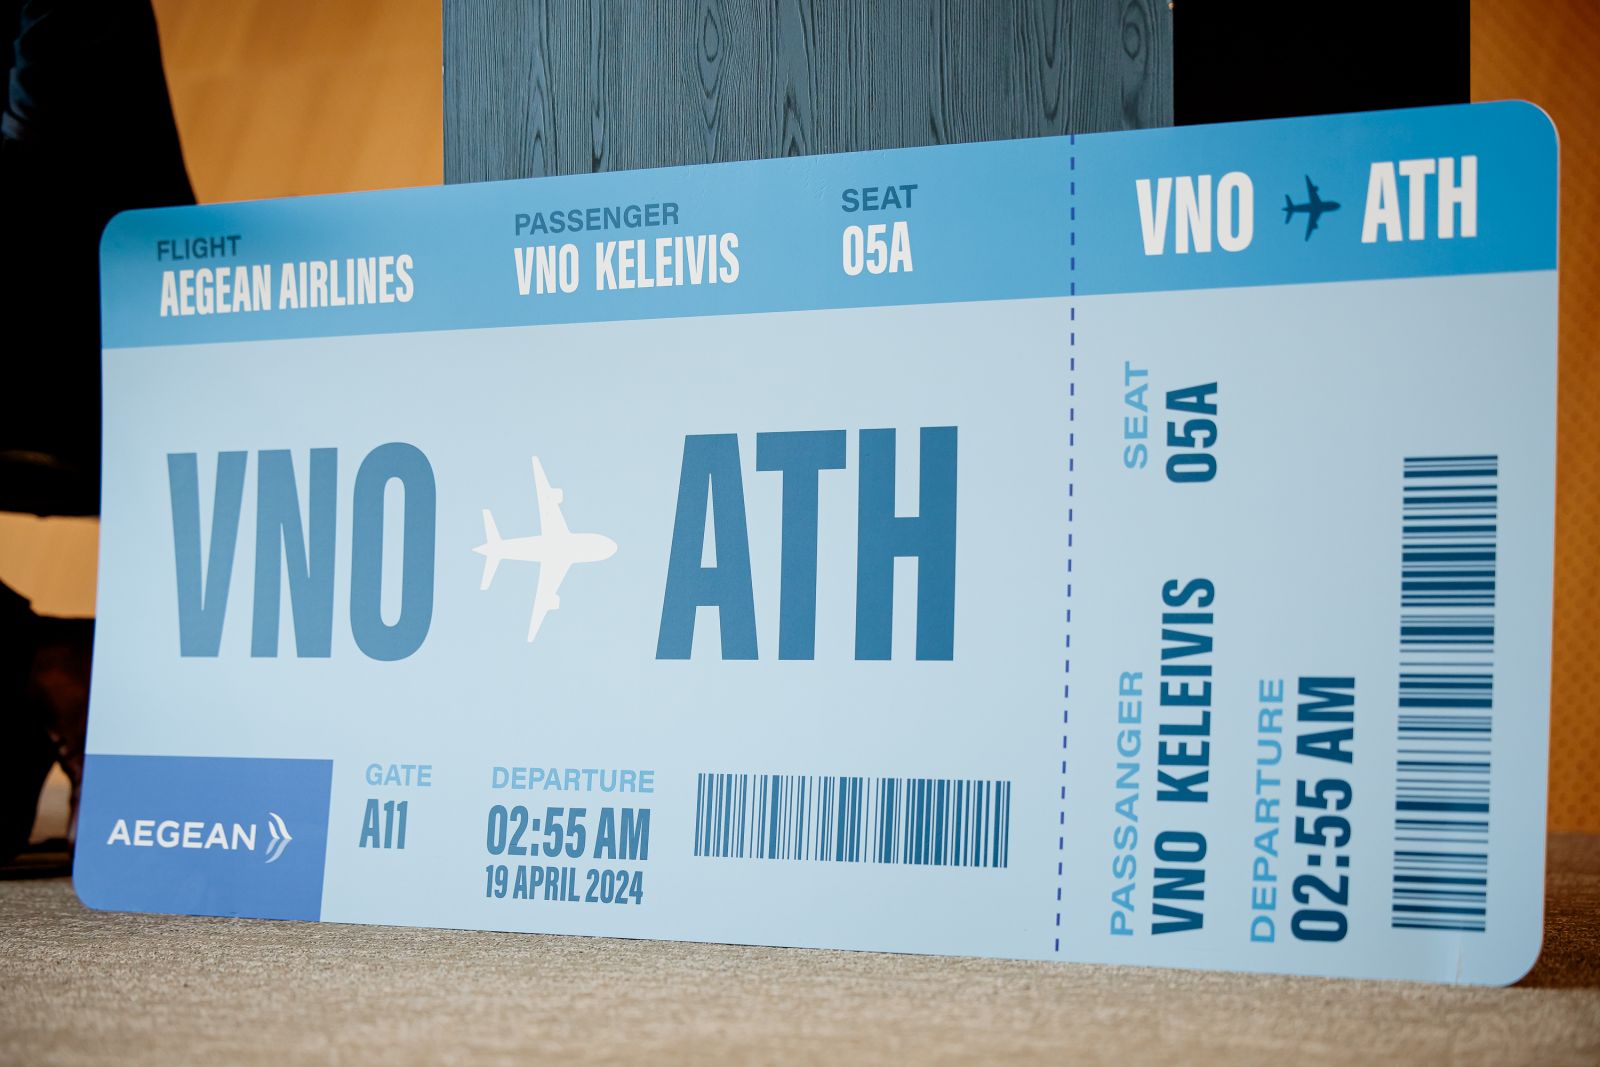 FLIGHT
AEGEAN AIRLINES
PASSENGER
VNO KELEIVIS
SEAT
05A
VNO ATH
VNO ATH
AEGEAN
GATE
A11
DEPARTURE
02:55 AM
19 APRIL 2024
SEAT
05A
PASSANGER
VNO KELEIVIS
DEPARTURE
02:55 AM